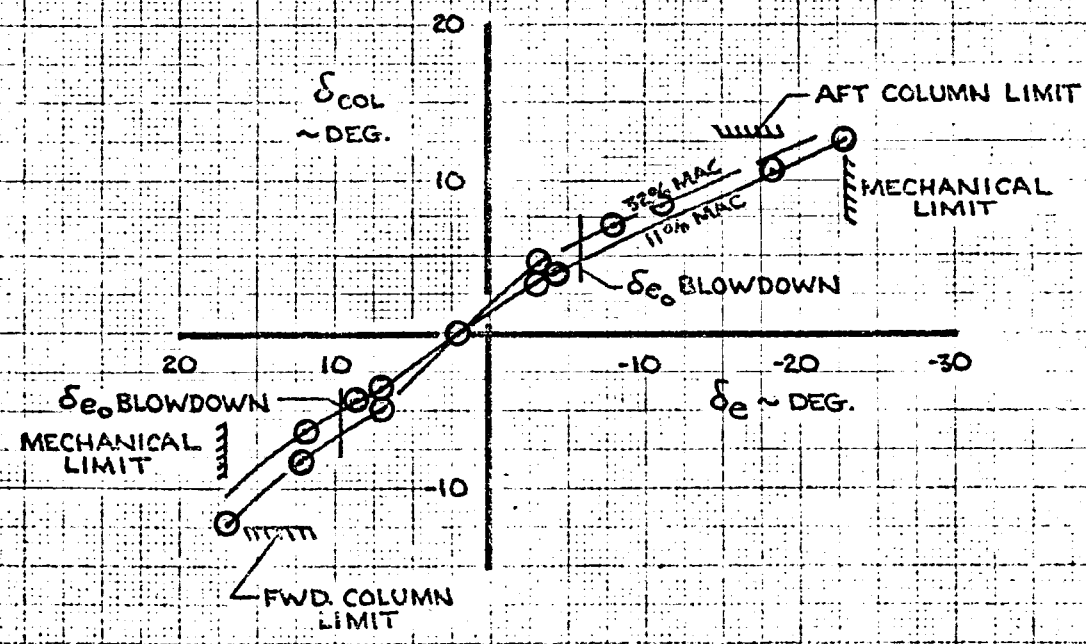 20
δCOL
~ DEG.
AFT COLUMN LIMIT
10
32% MAC
11% MAC
MECHANICAL
LIMIT
δe₀ BLOWDOWN
20
10
-10
-20
-30
δe₀ BLOWDOWN
δe ~ DEG.
MECHANICAL
LIMIT
-10
FWD. COLUMN
LIMIT